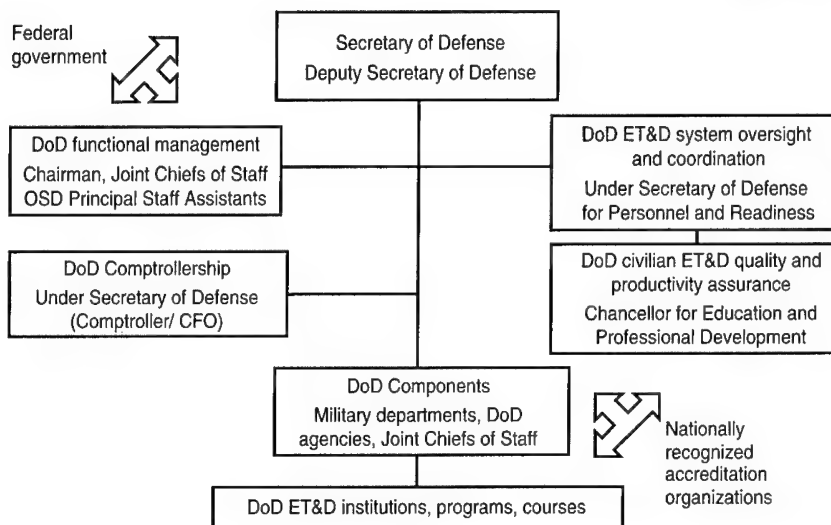 Federal
government
Secretary of Defense
Deputy Secretary of Defense
DoD functional management
Chairman, Joint Chiefs of Staff
OSD Principal Staff Assistants
DoD ET&D system oversight
and coordination
Under Secretary of Defense
for Personnel and Readiness
DoD Comptrollership
Under Secretary of Defense
(Comptroller/ CFO)
DoD civilian ET&D quality and
productivity assurance
Chancellor for Education and
Professional Development
DoD Components
Military departments, DoD
agencies, Joint Chiefs of Staff
Nationally
recognized
accreditation
organizations
DoD ET&D institutions, programs, courses